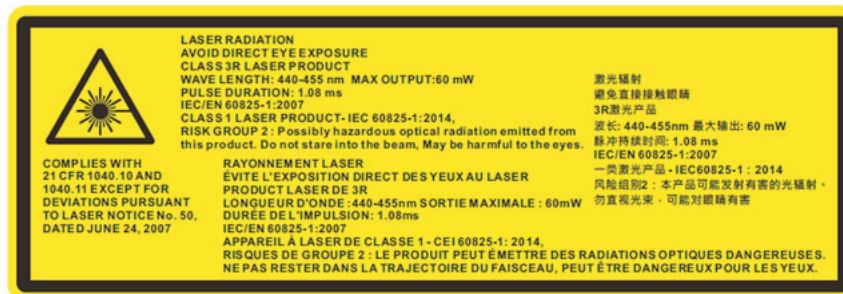 LASER RADIATION
AVOID DIRECT EYE EXPOSURE
CLASS 3R LASER PRODUCT
WAVE LENGTH: 440-455 nm MAX OUTPUT:60 mW
PULSE DURATION: 1.08 ms
IEC/EN 60825-1:2007
CLASS 1 LASER PRODUCT- IEC 60825-1:2014,
RISK GROUP 2 : Possibly hazardous optical radiation emitted from
this product. Do not stare into the beam, May be harmful to the eyes.
COMPLIES WITH
21 CFR 1040.10 AND
1040.11 EXCEPT FOR
DEVIATIONS PURSUANT
TO LASER NOTICE No. 50,
DATED JUNE 24, 2007
RAYONNEMENT LASER
ÉVITE L'EXPOSITION DIRECT DES YEUX AU LASER
PRODUCT LASER DE 3R
LONGUEUR D'ONDE :440-455nm SORTIE MAXIMALE : 60mW
DURÉE DE L'IMPULSION: 1.08ms
IEC/EN 60825-1:2007
APPAREIL À LASER DE CLASSE 1 - CEI 60825-1: 2014,
RISQUES DE GROUPE 2 : LE PRODUIT PEUT ÉMETTRE DES RADIATIONS OPTIQUES DANGEREUSES.
NE PAS RESTER DANS LA TRAJECTOIRE DU FAISCEAU, PEUT ÊTRE DANGEREUX POUR LES YEUX.
激光辐射
避免直接接触眼睛
3R激光产品
波长: 440-455nm 最大输出: 60 mW
脉冲持续时间: 1.08 ms
IEC/EN 60825-1:2007
一类激光产品 - IEC60825-1 : 2014
风险组别2：本产品可能发射有害的光辐射，
勿直视光束，可能对眼睛有害